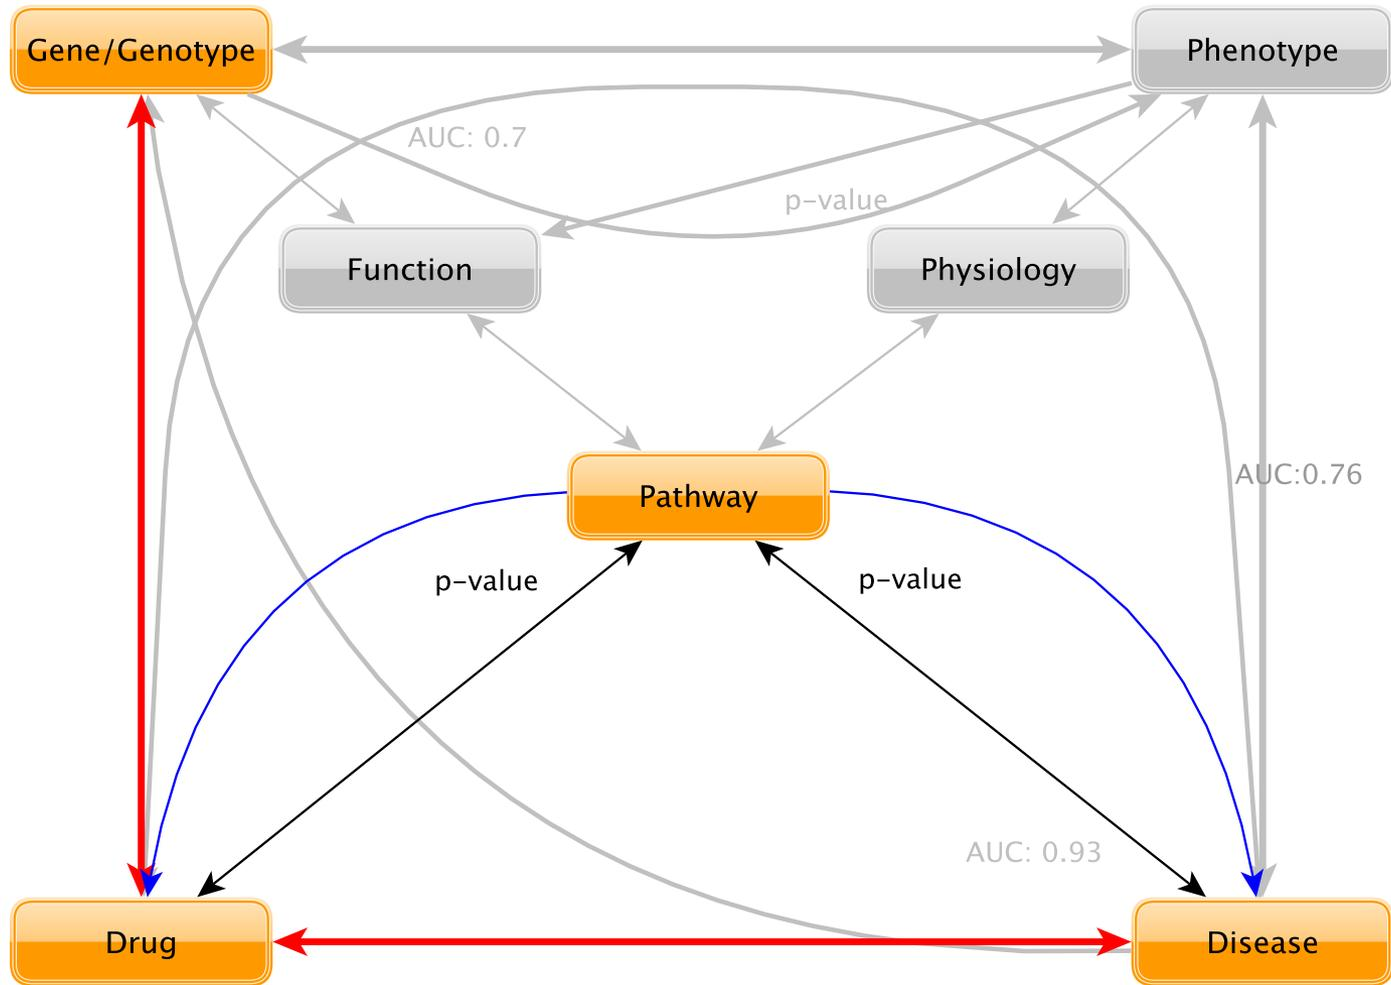 Gene/Genotype
Phenotype
AUC: 0.7
p-value
Function
Physiology
AUC:0.76
Pathway
p-value
p-value
AUC: 0.93
Drug
Disease